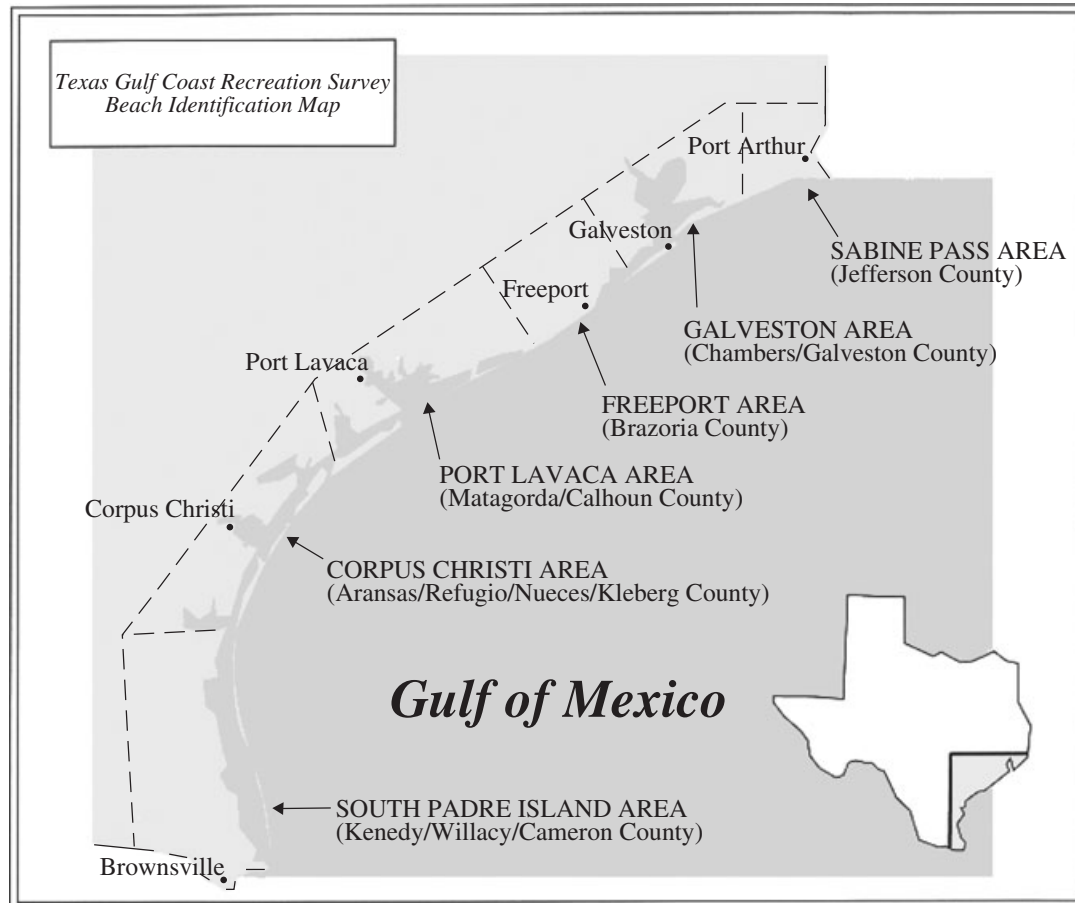 Texas Gulf Coast Recreation Survey
Beach Identification Map
Port Arthur
Galveston
SABINE PASS AREA
(Jefferson County)
Freeport
GALVESTON AREA
(Chambers/Galveston County)
Port Lavaca
FREEPORT AREA
(Brazoria County)
PORT LAVACA AREA
(Matagorda/Calhoun County)
Corpus Christi
CORPUS CHRISTI AREA
(Aransas/Refugio/Nueces/Kleberg County)
Gulf of Mexico
SOUTH PADRE ISLAND AREA
(Kenedy/Willacy/Cameron County)
Brownsville